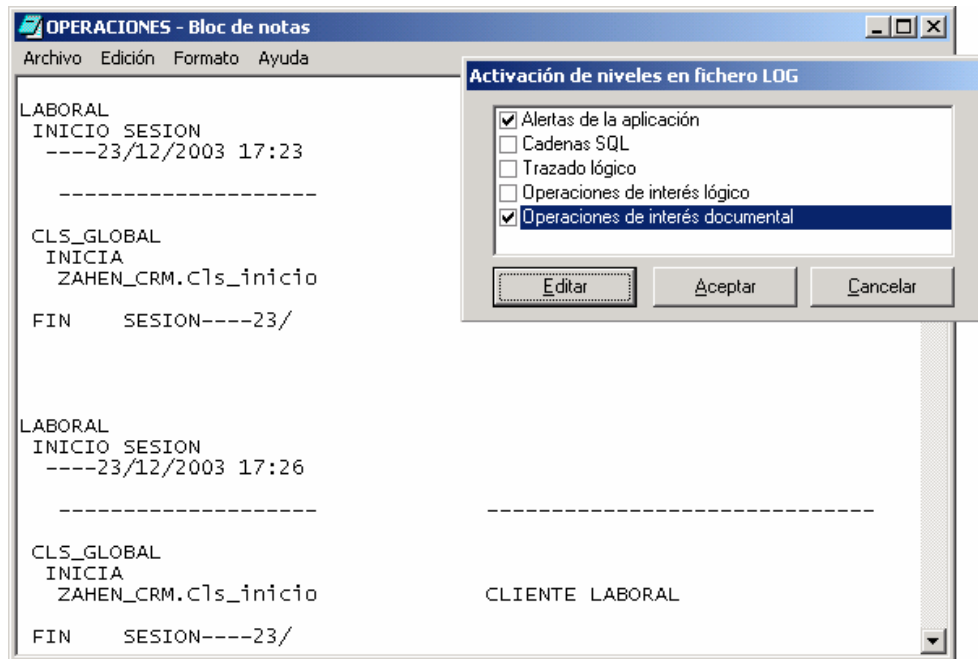 OPERACIONES - Bloc de notas
Archivo Edición Formato Ayuda
LABORAL
INICIO SESION
----23/12/2003 17:23
--------------------
CLS_GLOBAL
INICIA
ZAHEN_CRM.Cls_inicio
FIN SESION----23/
LABORAL
INICIO SESION
----23/12/2003 17:26
-------------------- ------------------------------
CLS_GLOBAL
INICIA
ZAHEN_CRM.Cls_inicio CLIENTE LABORAL
FIN SESION----23/
Activación de niveles en fichero LOG
Alertas de la aplicación
Cadenas SQL
Trazado lógico
Operaciones de interés lógico
Operaciones de interés documental
Editar Aceptar Cancelar